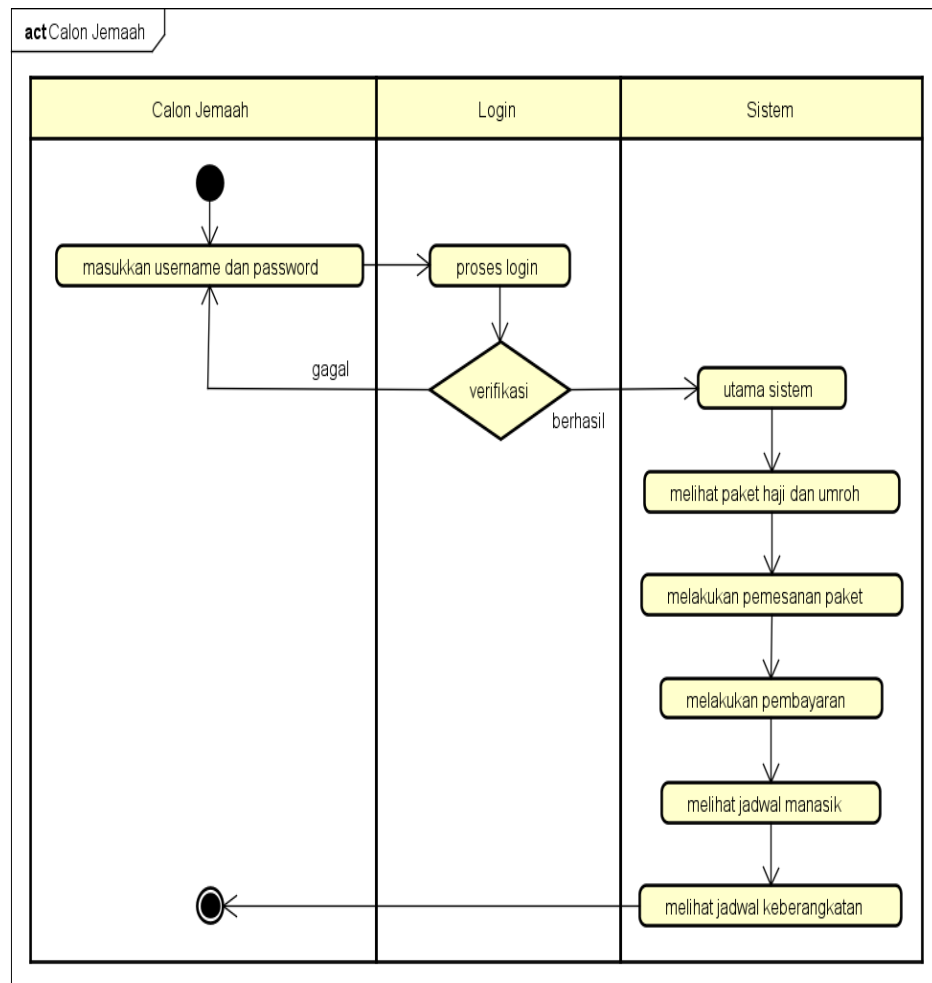 act Calon Jemaah
Calon Jemaah
Login
Sistem
masukkan username dan password
proses login
gagal
verifikasi
berhasil
utama sistem
melihat paket haji dan umroh
melakukan pemesanan paket
melakukan pembayaran
melihat jadwal manasik
melihat jadwal keberangkatan